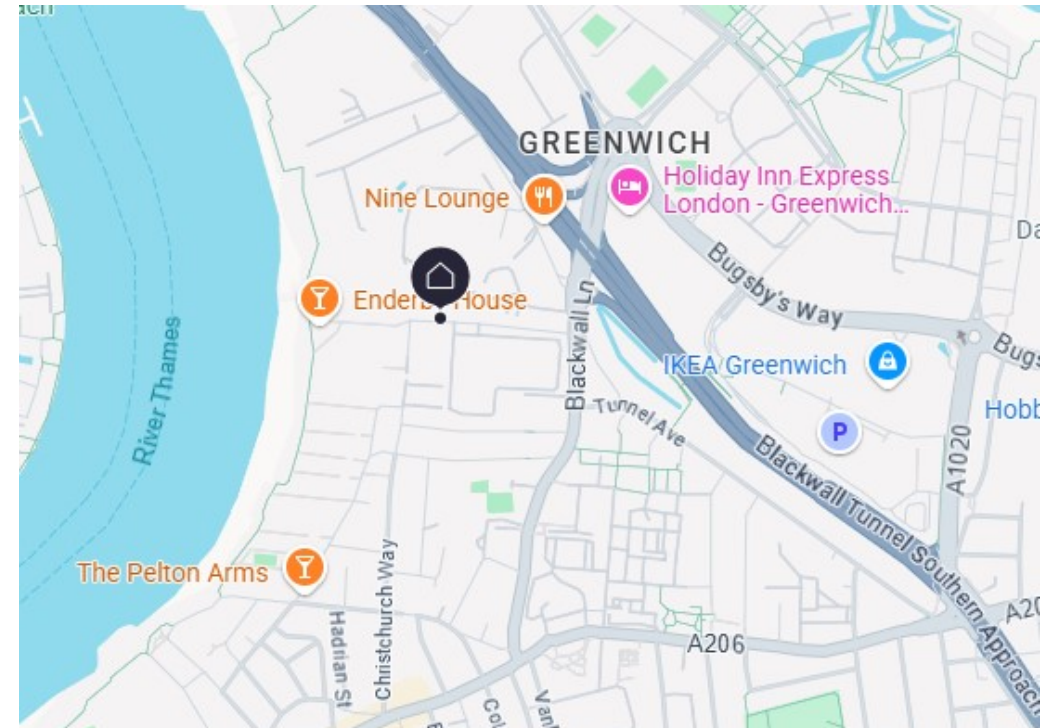 GREENWICH
Nine Lounge
Holiday Inn Express
London - Greenwich...
Bugsby's Way
Enderby House
Blackwall Ln
River Thames
IKEA Greenwich
P
Tunnel Ave
A1020
Blackwall Tunnel Southern Approach
The Pelton Arms
Hadrian St
Christchurch Way
A206